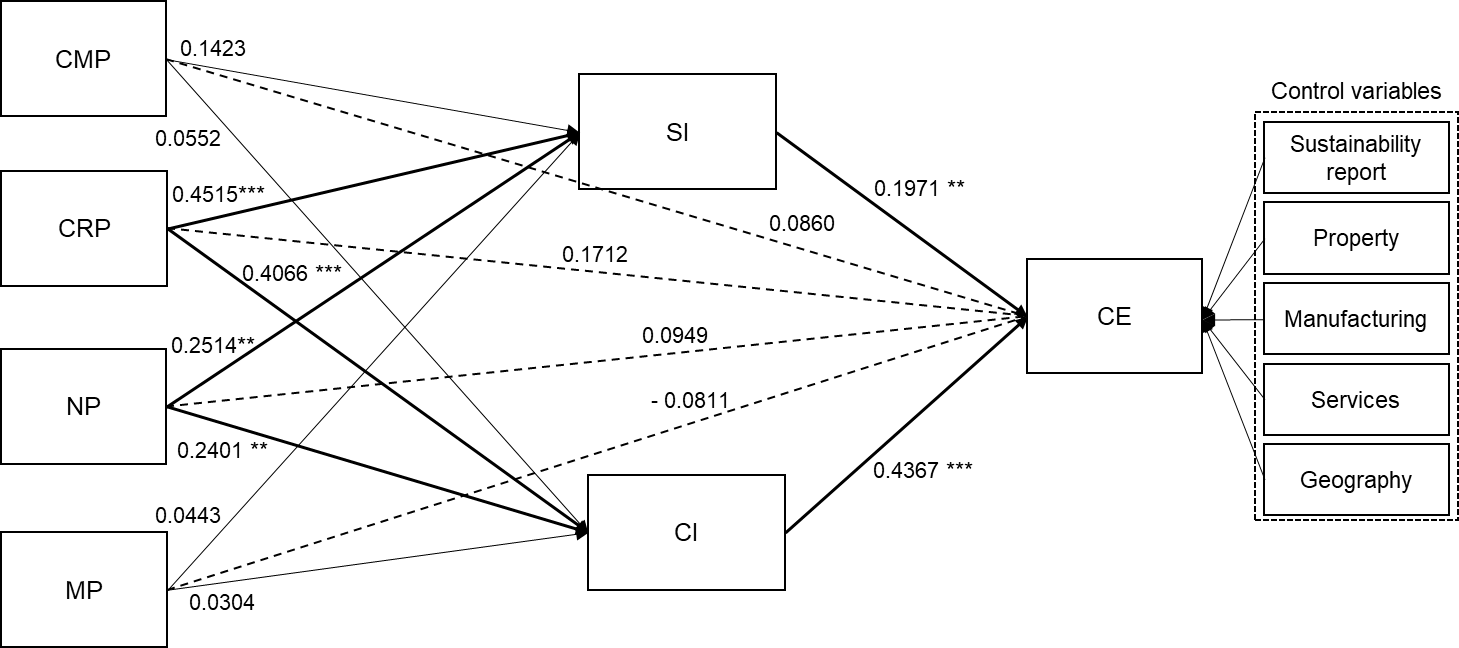 CMP
0.1423
0.0552
CRP
0.4515***
0.4066 ***
NP
0.2514**
0.2401 **
MP
0.0443
0.0304
SI
CI
0.1971 **
0.0860
0.1712
0.0949
- 0.0811
0.4367 ***
CE
Control variables
Sustainability
report
Property
Manufacturing
Services
Geography